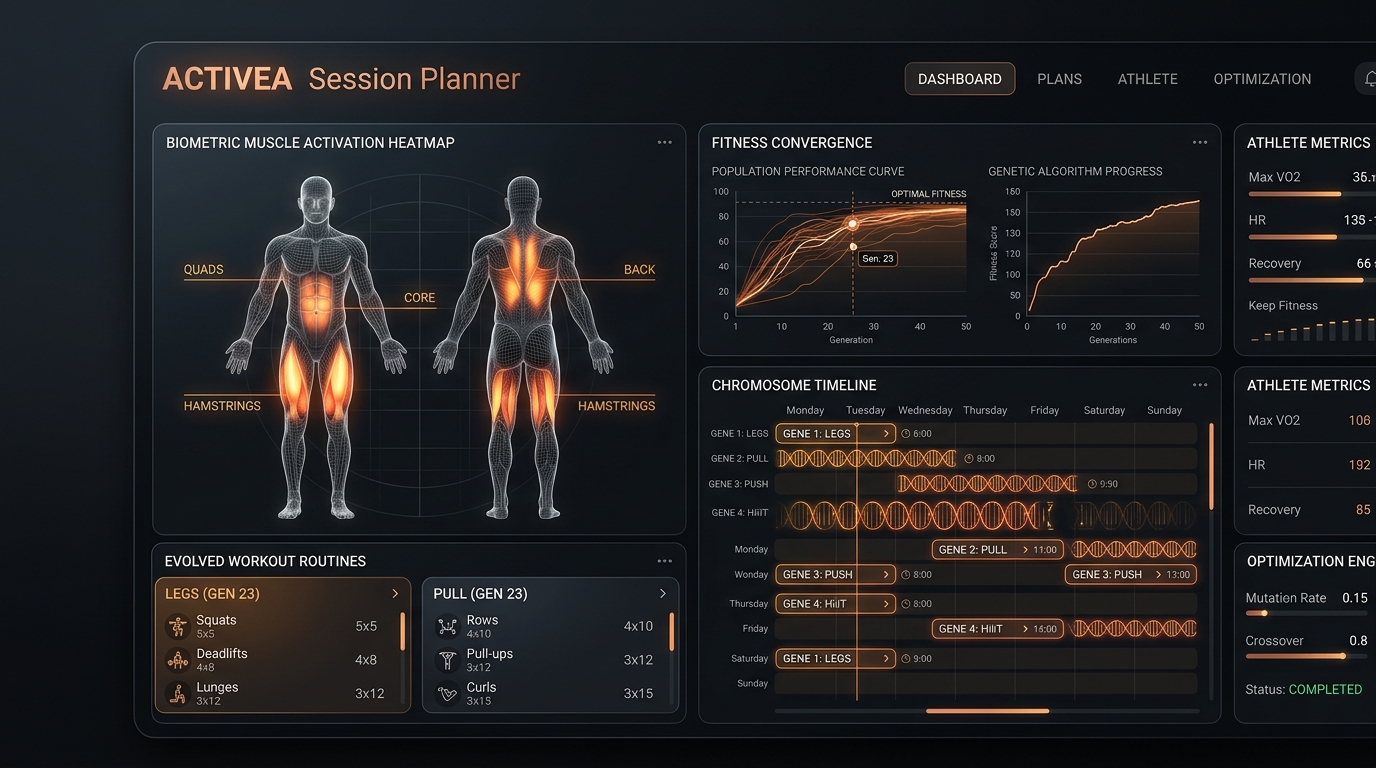 ACTIVEA Session Planner
DASHBOARD
PLANS
ATHLETE
OPTIMIZATION
BIOMETRIC MUSCLE ACTIVATION HEATMAP
QUADS
CORE
BACK
HAMSTRINGS
HAMSTRINGS
FITNESS CONVERGENCE
POPULATION PERFORMANCE CURVE
100
80
60
40
20
0
OPTIMAL FITNESS
Sen. 23
1
10
20
30
40
50
Generation
GENETIC ALGORITHM PROGRESS
Fitness
160
150
130
120
100
50
0
0
10
20
30
40
50
Generations
ATHLETE METRICS
Max VO2 35.
HR 135 -
Recovery 66
Keep Fitness
CHROMOSOME TIMELINE
Monday Tuesday Wednesday Thursday Friday Saturday Sunday
GENE 1: LEGS GENE 1: LEGS > 6:00
GENE 2: PULL 9:00
GENE 3: PUSH 9:90
GENE 4: HiIIT
Monday GENE 2: PULL > 11:00
Wonday GENE 3: PUSH > 8:00 GENE 3: PUSH > 13:00
Thursday GENE 4: HiIIT > 8:00
Fnday GENE 4: HiIIT > 16:00
Saturday GENE 1: LEGS > 9:00
Sunday
ATHLETE METRICS
Max VO2 106
HR 192
Recovery 85
EVOLVED WORKOUT ROUTINES
LEGS (GEN 23) >
Squats
5x5
5x5
Deadlifts
4x8
4x8
Lunges
3x12
3x12
PULL (GEN 23) >
Rows
4x10
4x10
Pull-ups
3x12
3x12
Curls
3x15
3x15
OPTIMIZATION ENG
Mutation Rate 0.15
Crossover 0.8
Status: COMPLETED